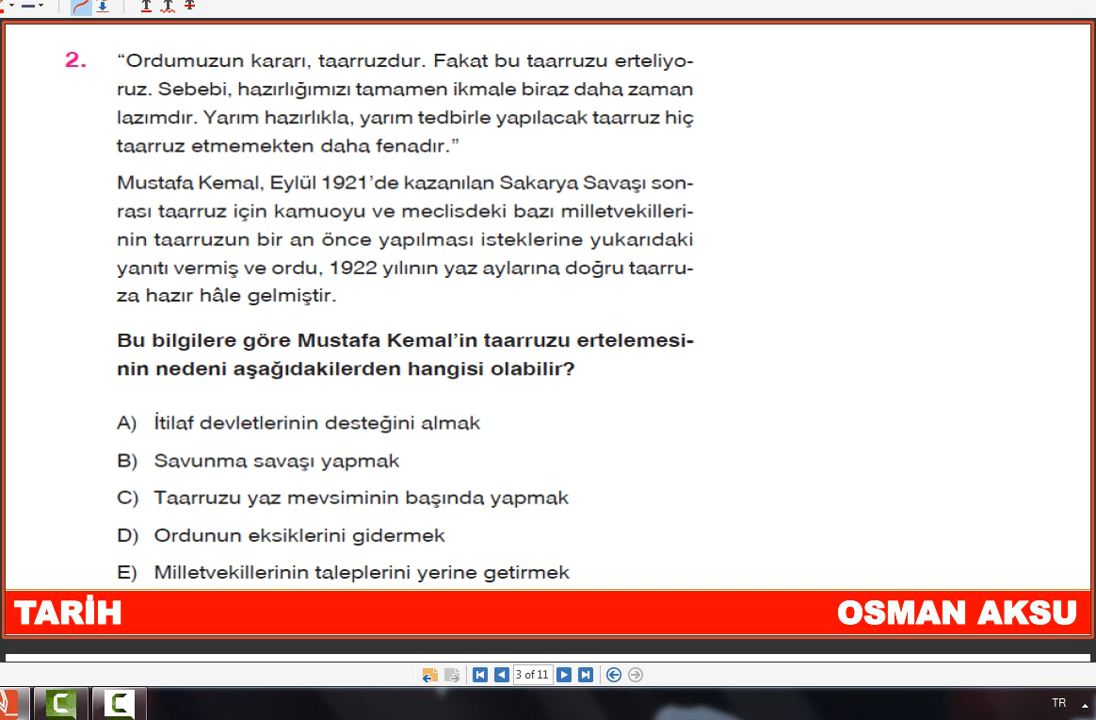 2. “Ordumuzun kararı, taarruzdur. Fakat bu taarruzu erteliyo-
ruz. Sebebi, hazırlığımızı tamamen ikmale biraz daha zaman
lazımdır. Yarım hazırlıkla, yarım tedbirle yapılacak taarruz hiç
taarruz etmemekten daha fenadır.”
Mustafa Kemal, Eylül 1921’de kazanılan Sakarya Savaşı son-
rası taarruz için kamuoyu ve meclisdeki bazı milletvekilleri-
nin taarruzun bir an önce yapılması isteklerine yukarıdaki
yanıtı vermiş ve ordu, 1922 yılının yaz aylarına doğru taarru-
za hazır hâle gelmiştir.
Bu bilgilere göre Mustafa Kemal’in taarruzu ertelemesi-
nin nedeni aşağıdakilerden hangisi olabilir?
A) İtilaf devletlerinin desteğini almak
B) Savunma savaşı yapmak
C) Taarruzu yaz mevsiminin başında yapmak
D) Ordunun eksiklerini gidermek
E) Milletvekillerinin taleplerini yerine getirmek
TARİH OSMAN AKSU
3 of 11
TR